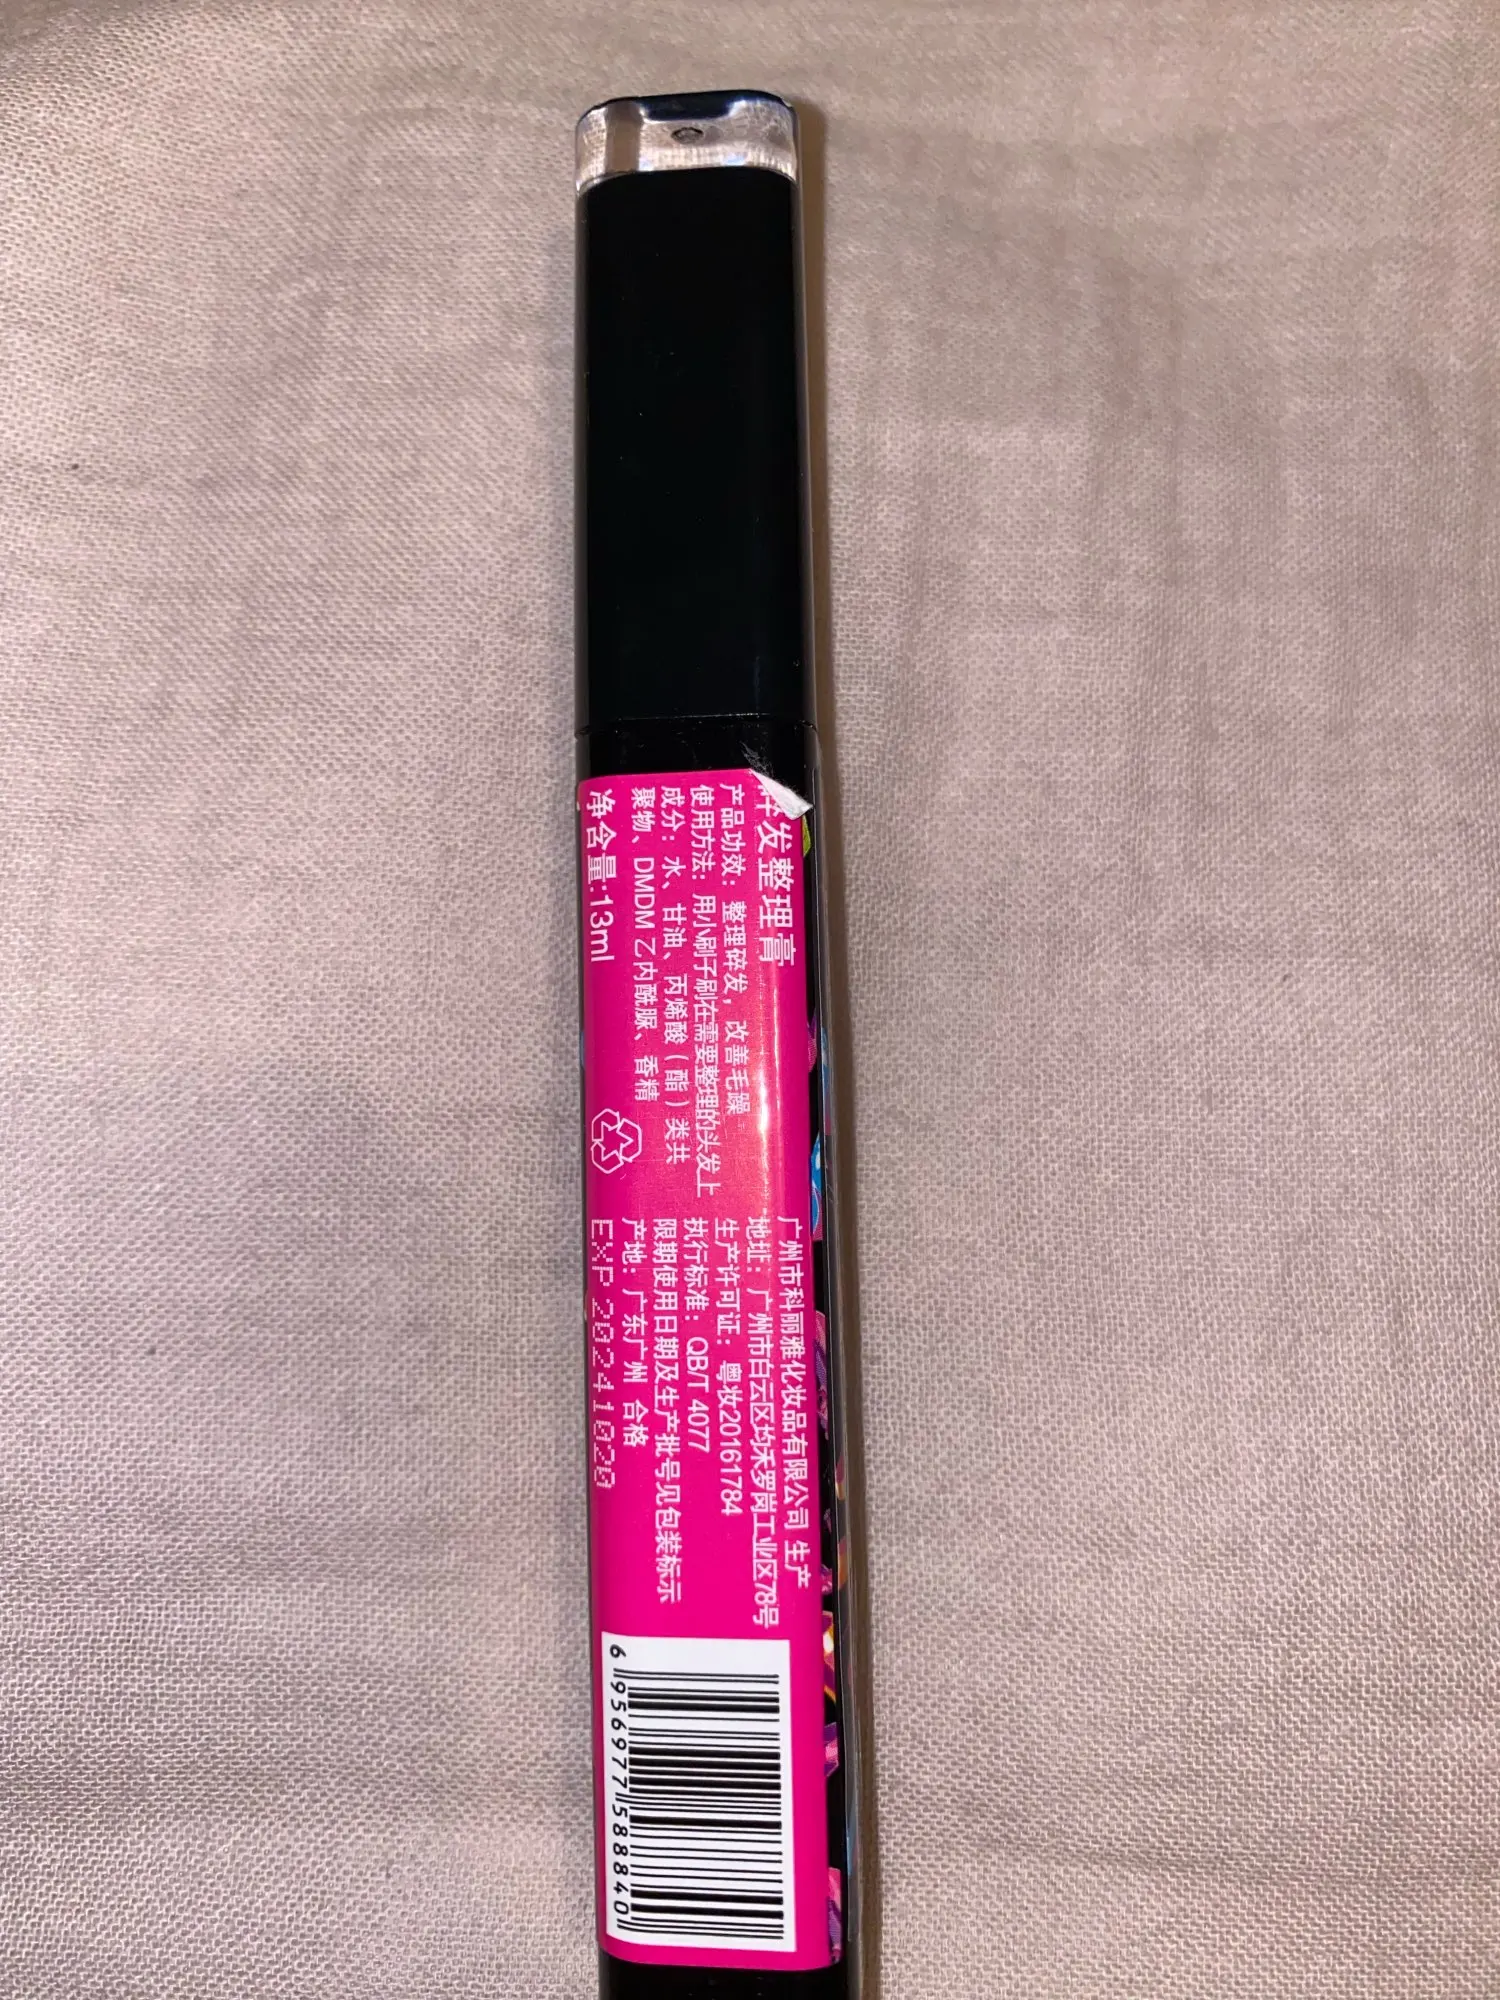 碎发整理膏
产品功效：整理碎发，改善毛躁
使用方法：用小刷子刷在需要整理的头发上
成分：水、甘油、丙烯酸（酯）类共
聚物、DMDM 乙内酰脲、香精
净含量:13ml
广州市科丽雅化妆品有限公司 生产
地址：广州市白云区均禾罗岗工业区78号
生产许可证：粤妆20161784
执行标准：QB/T 4077
限期使用日期及生产批号见包装标示
产地：广东广州 合格
EXP 20241020
6 956977 588840